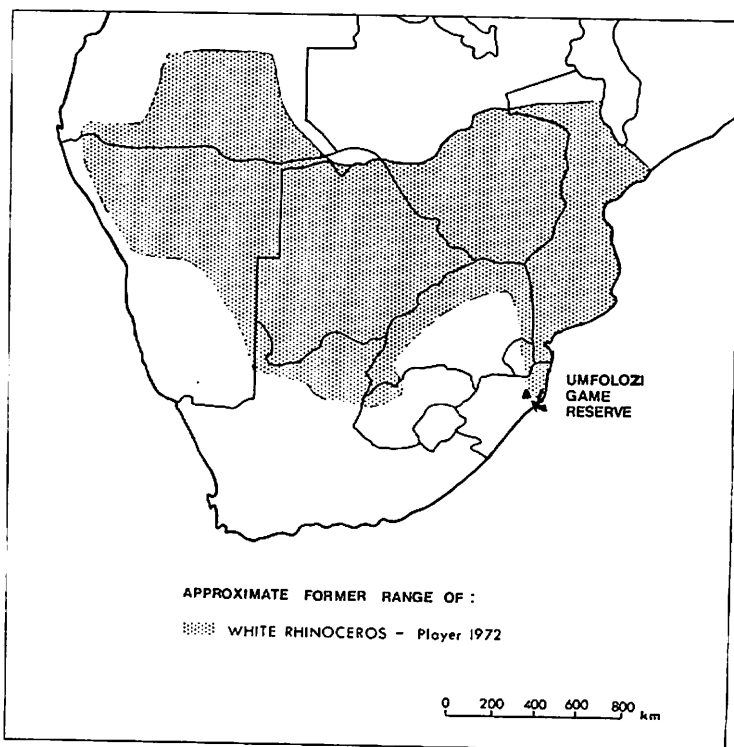 UMFOLOZI
GAME
RESERVE
APPROXIMATE FORMER RANGE OF :
WHITE RHINOCEROS – Player 1972
0 200 400 600 800 km